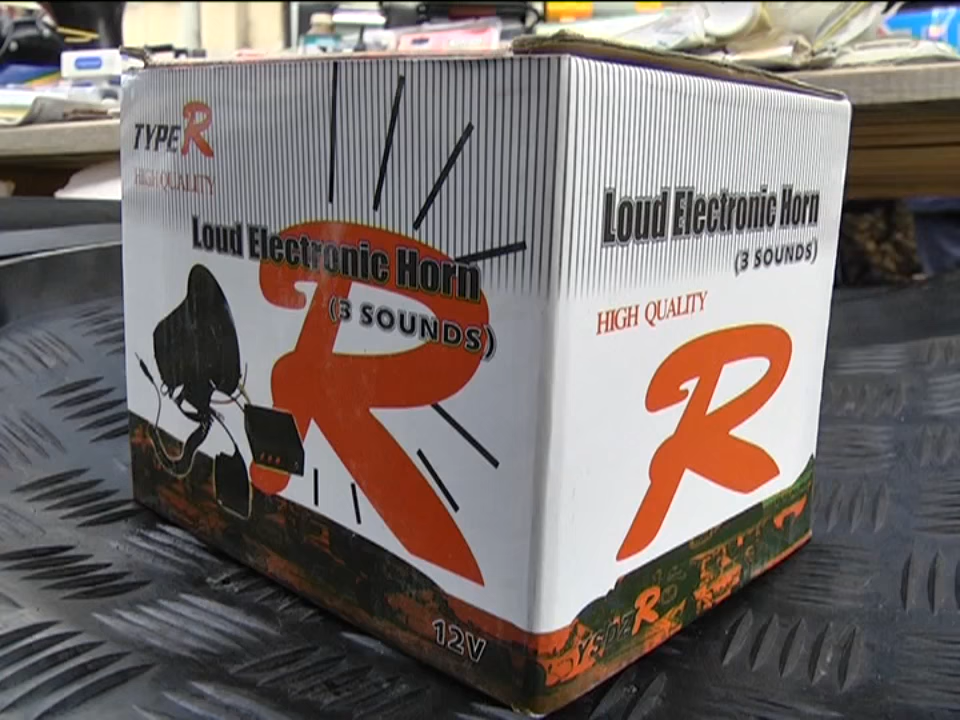 TYPE R
HIGH QUALITY
Loud Electronic Horn
(3 SOUNDS)
R
12V
Loud Electronic Horn
(3 SOUNDS)
HIGH QUALITY
R